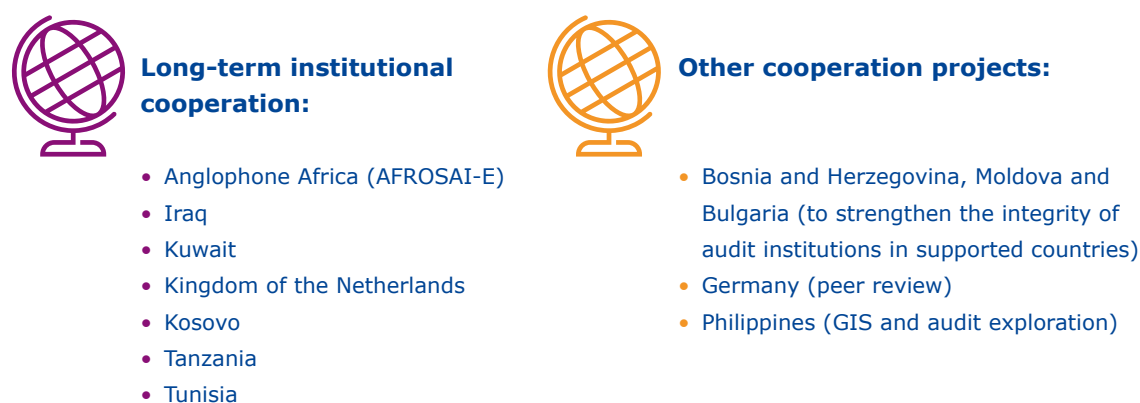 Long-term institutional
cooperation:
• Anglophone Africa (AFROSAI-E)
• Iraq
• Kuwait
• Kingdom of the Netherlands
• Kosovo
• Tanzania
• Tunisia
Other cooperation projects:
• Bosnia and Herzegovina, Moldova and
Bulgaria (to strengthen the integrity of
audit institutions in supported countries)
• Germany (peer review)
• Philippines (GIS and audit exploration)